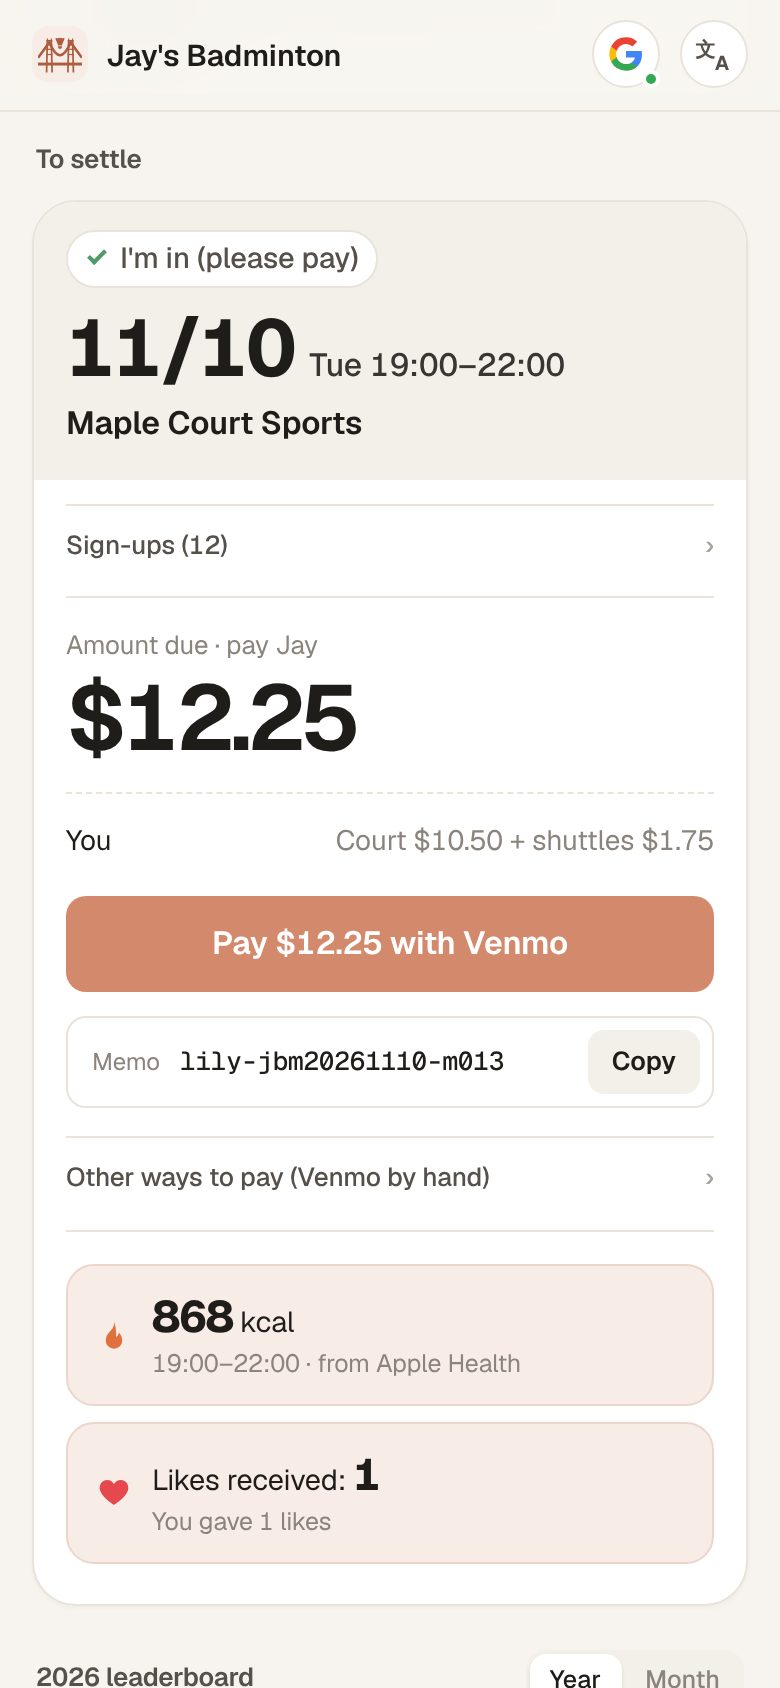 Jay's Badminton
文A
To settle
I'm in (please pay)
11/10 Tue 19:00–22:00
Maple Court Sports
Sign-ups (12) ›
Amount due · pay Jay
$12.25
You Court $10.50 + shuttles $1.75
Pay $12.25 with Venmo
Memo lily-jbm20261110-m013 Copy
Other ways to pay (Venmo by hand) ›
868 kcal
19:00–22:00 · from Apple Health
Likes received: 1
You gave 1 likes
2026 leaderboard Year Month